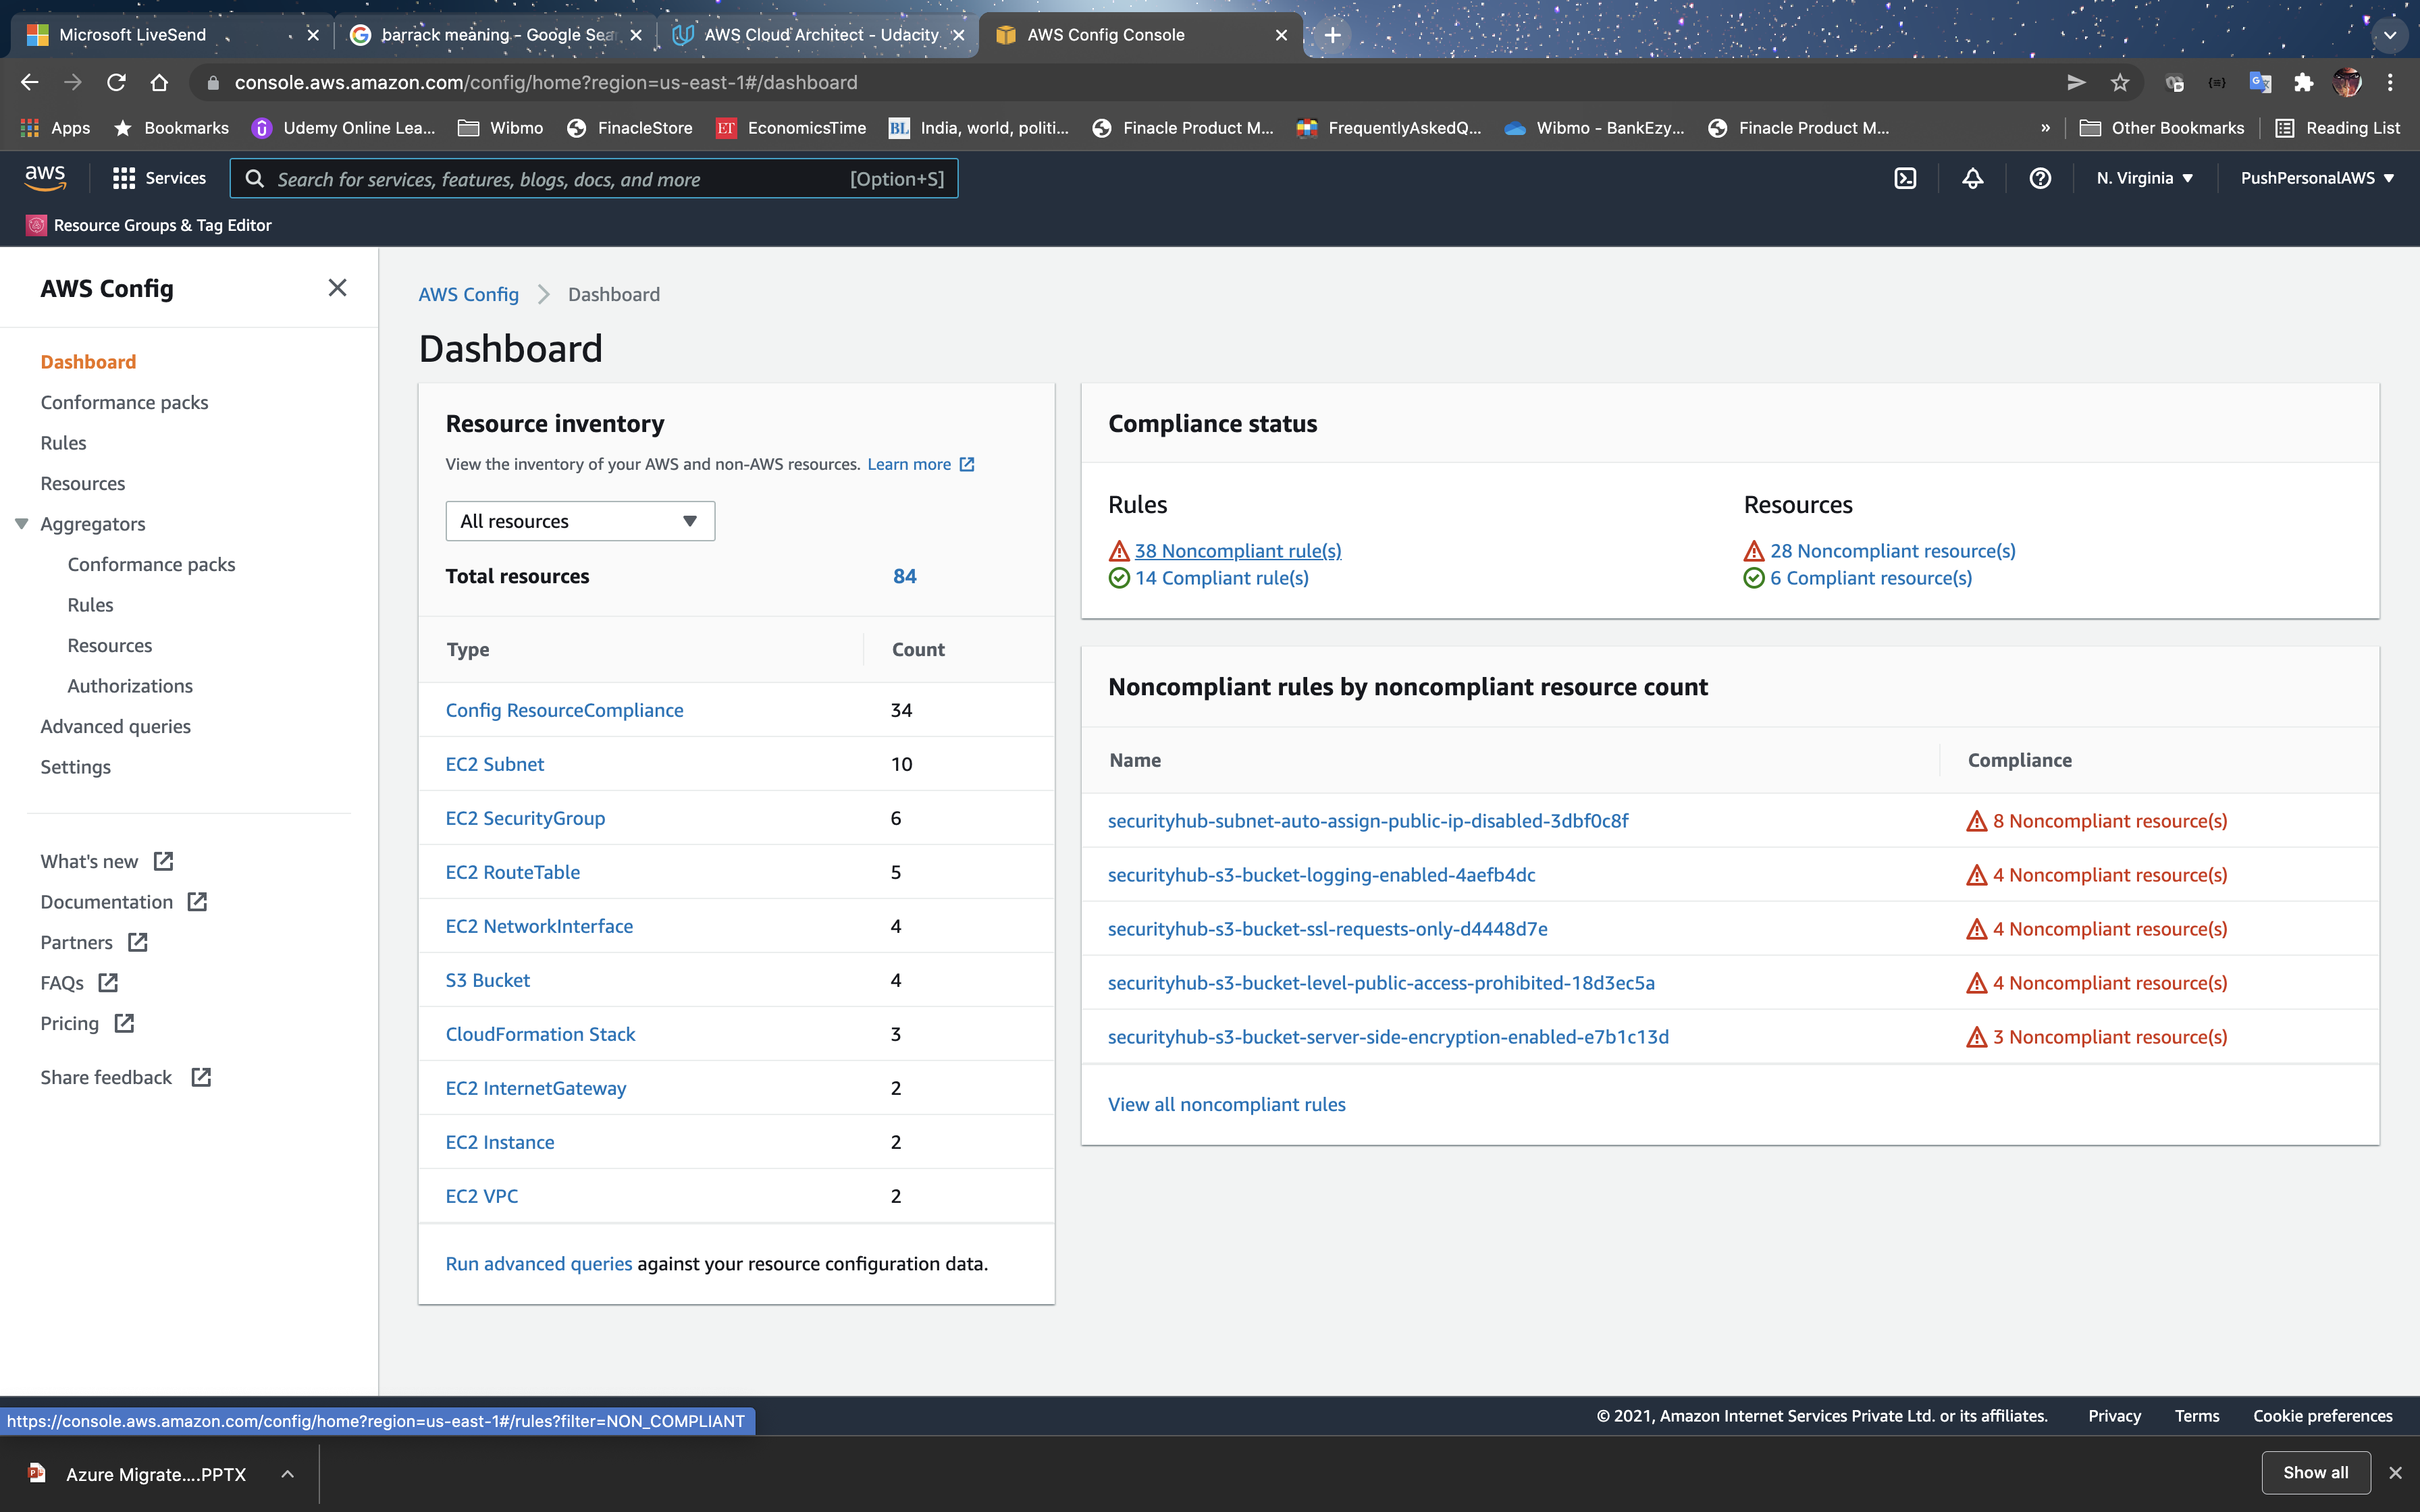 Microsoft LiveSend
barrack meaning - Google Sea
AWS Cloud Architect - Udacity
AWS Config Console
console.aws.amazon.com/config/home?region=us-east-1#/dashboard
Apps
Bookmarks
Udemy Online Lea...
Wibmo
FinacleStore
ET
EconomicsTime
BL
India, world, politi...
Finacle Product M...
FrequentlyAskedQ...
Wibmo - BankEzy...
Finacle Product M...
»
Other Bookmarks
Reading List
aws
Services
Search for services, features, blogs, docs, and more
[Option+S]
N. Virginia
PushPersonalAWS
Resource Groups & Tag Editor
AWS Config
Dashboard
Conformance packs
Rules
Resources
Aggregators
Conformance packs
Rules
Resources
Authorizations
Advanced queries
Settings
What's new
Documentation
Partners
FAQs
Pricing
Share feedback
AWS Config
Dashboard
Dashboard
Resource inventory
View the inventory of your AWS and non-AWS resources. Learn more
All resources
Total resources 84
Type Count
Config ResourceCompliance 34
EC2 Subnet 10
EC2 SecurityGroup 6
EC2 RouteTable 5
EC2 NetworkInterface 4
S3 Bucket 4
CloudFormation Stack 3
EC2 InternetGateway 2
EC2 Instance 2
EC2 VPC 2
Run advanced queries against your resource configuration data.
Compliance status
Rules
38 Noncompliant rule(s)
14 Compliant rule(s)
Resources
28 Noncompliant resource(s)
6 Compliant resource(s)
Noncompliant rules by noncompliant resource count
Name Compliance
securityhub-subnet-auto-assign-public-ip-disabled-3dbf0c8f 8 Noncompliant resource(s)
securityhub-s3-bucket-logging-enabled-4aefb4dc 4 Noncompliant resource(s)
securityhub-s3-bucket-ssl-requests-only-d4448d7e 4 Noncompliant resource(s)
securityhub-s3-bucket-level-public-access-prohibited-18d3ec5a 4 Noncompliant resource(s)
securityhub-s3-bucket-server-side-encryption-enabled-e7b1c13d 3 Noncompliant resource(s)
View all noncompliant rules
https://console.aws.amazon.com/config/home?region=us-east-1#/rules?filter=NON_COMPLIANT
© 2021, Amazon Internet Services Private Ltd. or its affiliates.
Privacy
Terms
Cookie preferences
Azure Migrate....PPTX
Show all